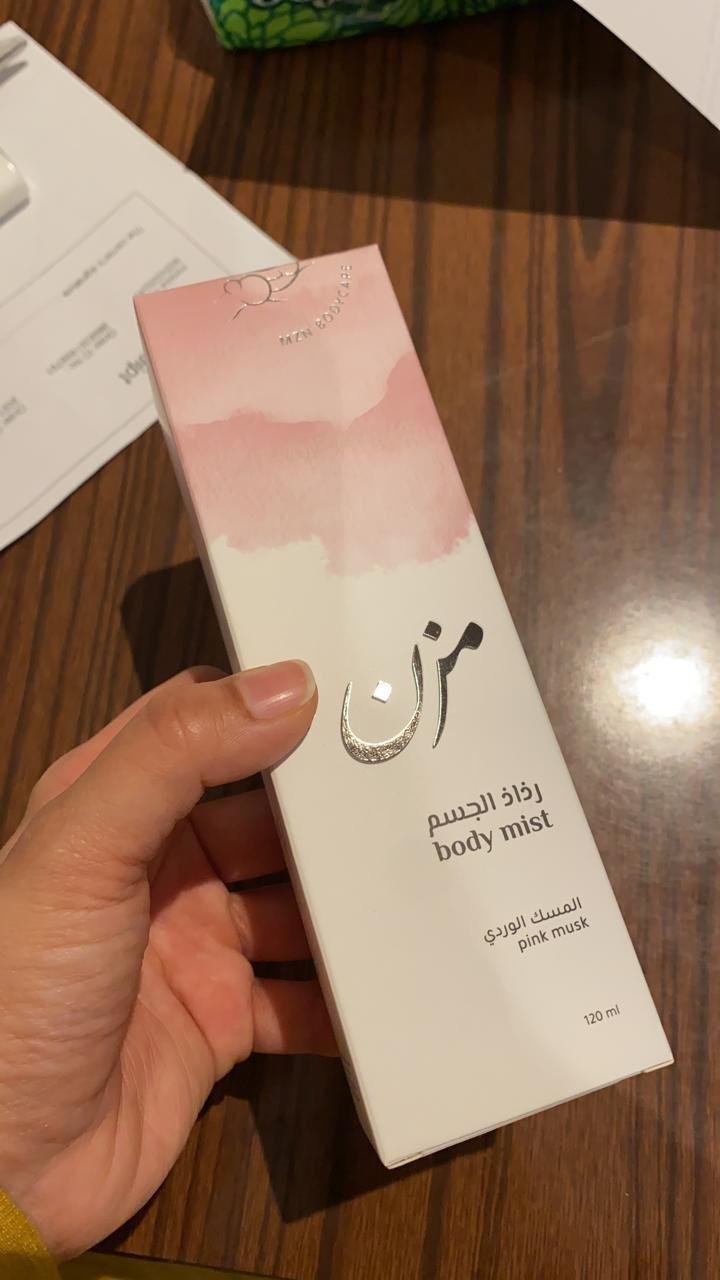 MZN BODYCARE
مزن
رذاذ الجسم
body mist
المسك الوردي
pink musk
120 ml